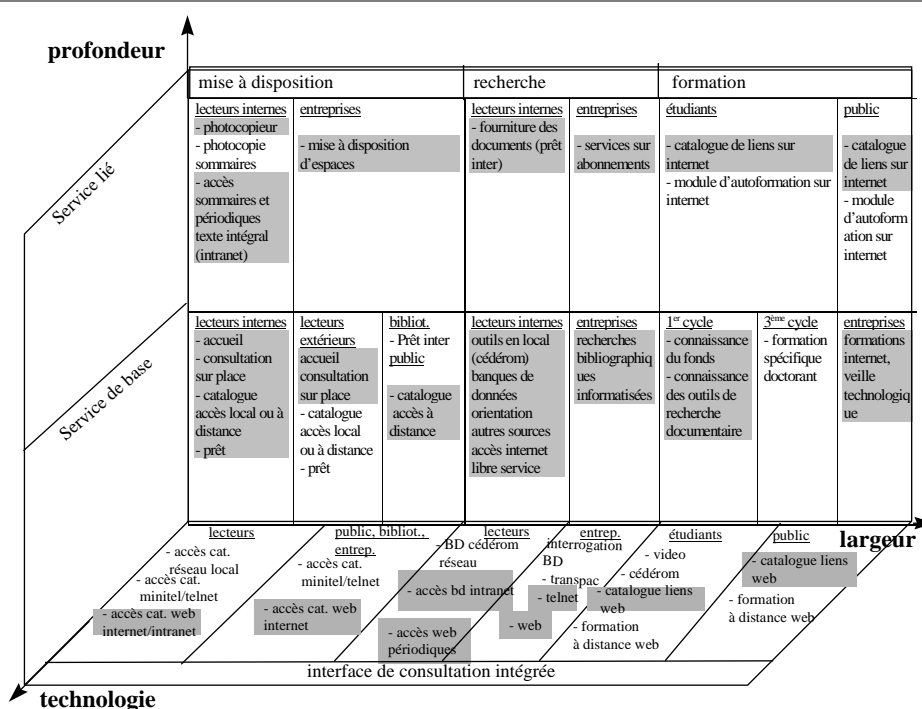 profondeur
mise à disposition
recherche
formation
Service lié
lecteurs internes
- photocopieur
- photocopie
sommaires
- accès
sommaires et
périodiques
texte intégral
(intranet)
entreprises
- mise à disposition
d'espaces
lecteurs internes
- fourniture des
documents (prêt
inter)
entreprises
- services sur
abonnements
étudiants
- catalogue de liens sur
internet
- module d'autoformation sur
internet
public
- catalogue
de liens sur
internet
- module
d'autoform
ation sur
internet
Service de base
lecteurs internes
- accueil
- consultation
sur place
- catalogue
accès local ou à
distance
- prêt
lecteurs
extérieurs
accueil
consultation
sur place
- catalogue
accès local
ou à distance
- prêt
bibliot.
- Prêt inter
public
- catalogue
accès à
distance
lecteurs internes
outils en local
(cédérom)
banques de
données
orientation
autres sources
accès internet
libre service
entreprises
recherches
bibliographiq
ues
informatisées
1er cycle
- connaissance
du fonds
- connaissance
des outils de
recherche
documentaire
3ème cycle
- formation
spécifique
doctorant
entreprises
formations
internet,
veille
technologiq
ue
largeur
lecteurs
- accès cat.
réseau local
- accès cat.
minitel/telnet
- accès cat. web
internet/intranet
public, bibliot.,
entrep.
- accès cat.
minitel/telnet
- accès cat. web
internet
lecteurs
- BD cédérom
réseau
- accès bd intranet
- accès web
périodiques
entrep.
interrogation
BD
- transpac
- telnet
- web
étudiants
- video
- cédérom
- catalogue liens
web
- formation
à distance web
public
- catalogue liens
web
- formation
à distance web
interface de consultation intégrée
technologie